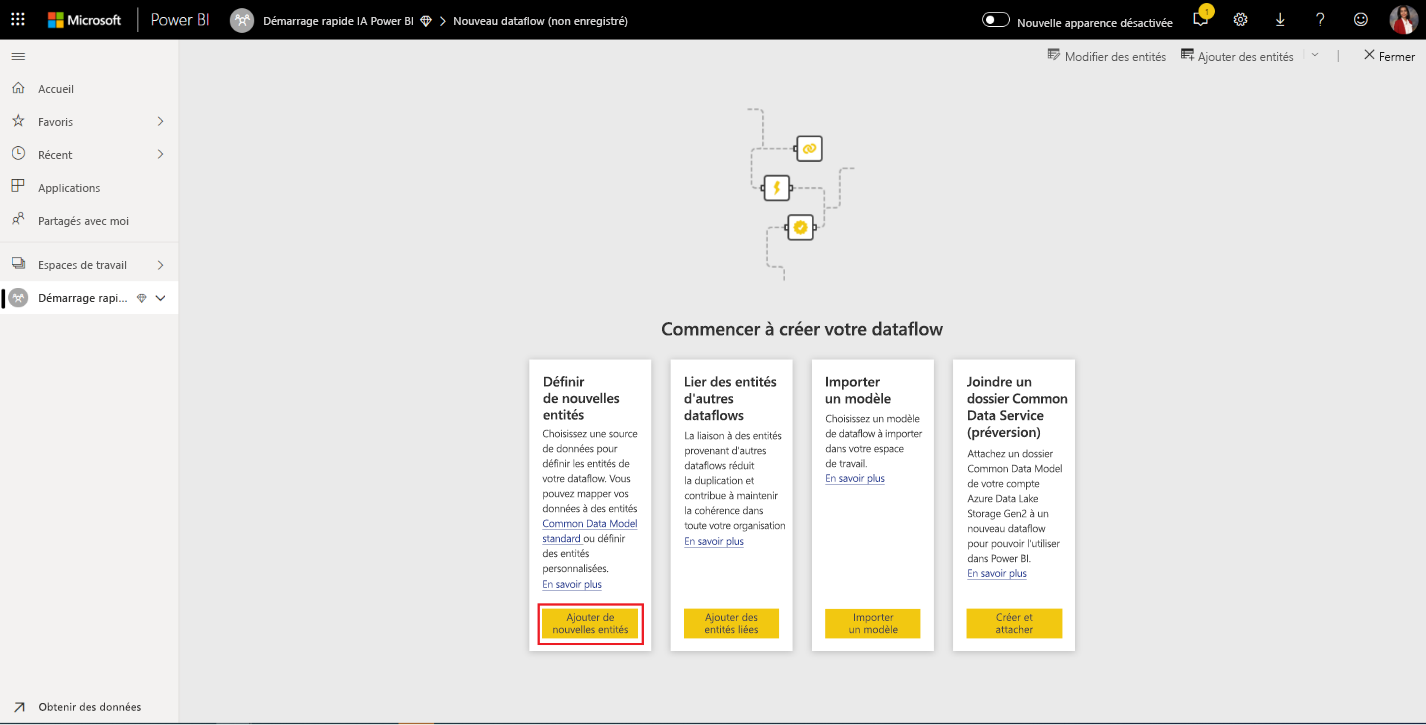 Microsoft Power BI Démarrage rapide IA Power BI > Nouveau dataflow (non enregistré) Nouvelle apparence désactivée 1 ?
Modifier des entités Ajouter des entités | Fermer
Accueil
Favoris
Récent
Applications
Partagés avec moi
Espaces de travail
Démarrage rapi...
Obtenir des données
Commencer à créer votre dataflow
Définir
de nouvelles
entités
Choisissez une source
de données pour
définir les entités de
votre dataflow. Vous
pouvez mapper vos
données à des entités
Common Data Model
standard ou définir
des entités
personnalisées.
En savoir plus
Ajouter de
nouvelles entités
Lier des entités
d'autres
dataflows
La liaison à des entités
provenant d'autres
dataflows réduit
la duplication et
contribue à maintenir
la cohérence dans
toute votre organisation
En savoir plus
Ajouter des
entités liées
Importer
un modèle
Choisissez un modèle
de dataflow à importer
dans votre espace
de travail.
En savoir plus
Importer
un modèle
Joindre un
dossier Common
Data Service
(préversion)
Attachez un dossier
Common Data Model
de votre compte
Azure Data Lake
Storage Gen2 à un
nouveau dataflow
pour pouvoir l'utiliser
dans Power BI.
En savoir plus
Créer et
attacher